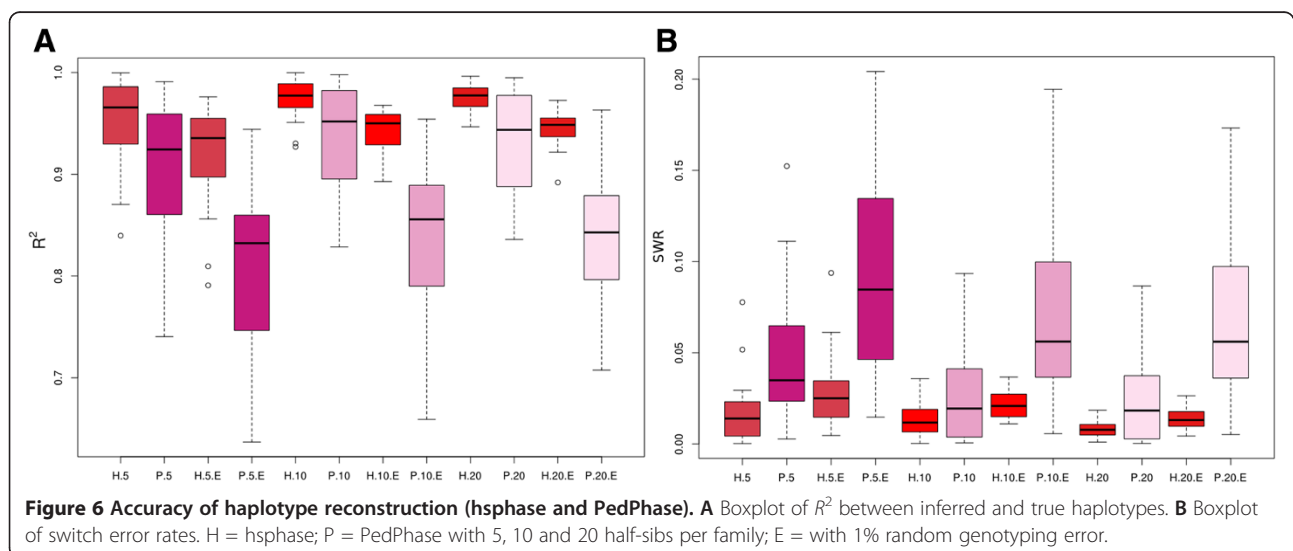 A
B
1.0
0.9
0.8
0.7
R²
H.5 P.5 H.5.E P.5.E H.10 P.10 H.10.E P.10.E H.20 P.20 H.20.E P.20.E
0.20
0.15
0.10
0.05
0.00
SWR
H.5 P.5 H.5.E P.5.E H.10 P.10 H.10.E P.10.E H.20 P.20 H.20.E P.20.E
Figure 6 Accuracy of haplotype reconstruction (hsphase and PedPhase). A Boxplot of R² between inferred and true haplotypes. B Boxplot
of switch error rates. H = hsphase; P = PedPhase with 5, 10 and 20 half-sibs per family; E = with 1% random genotyping error.